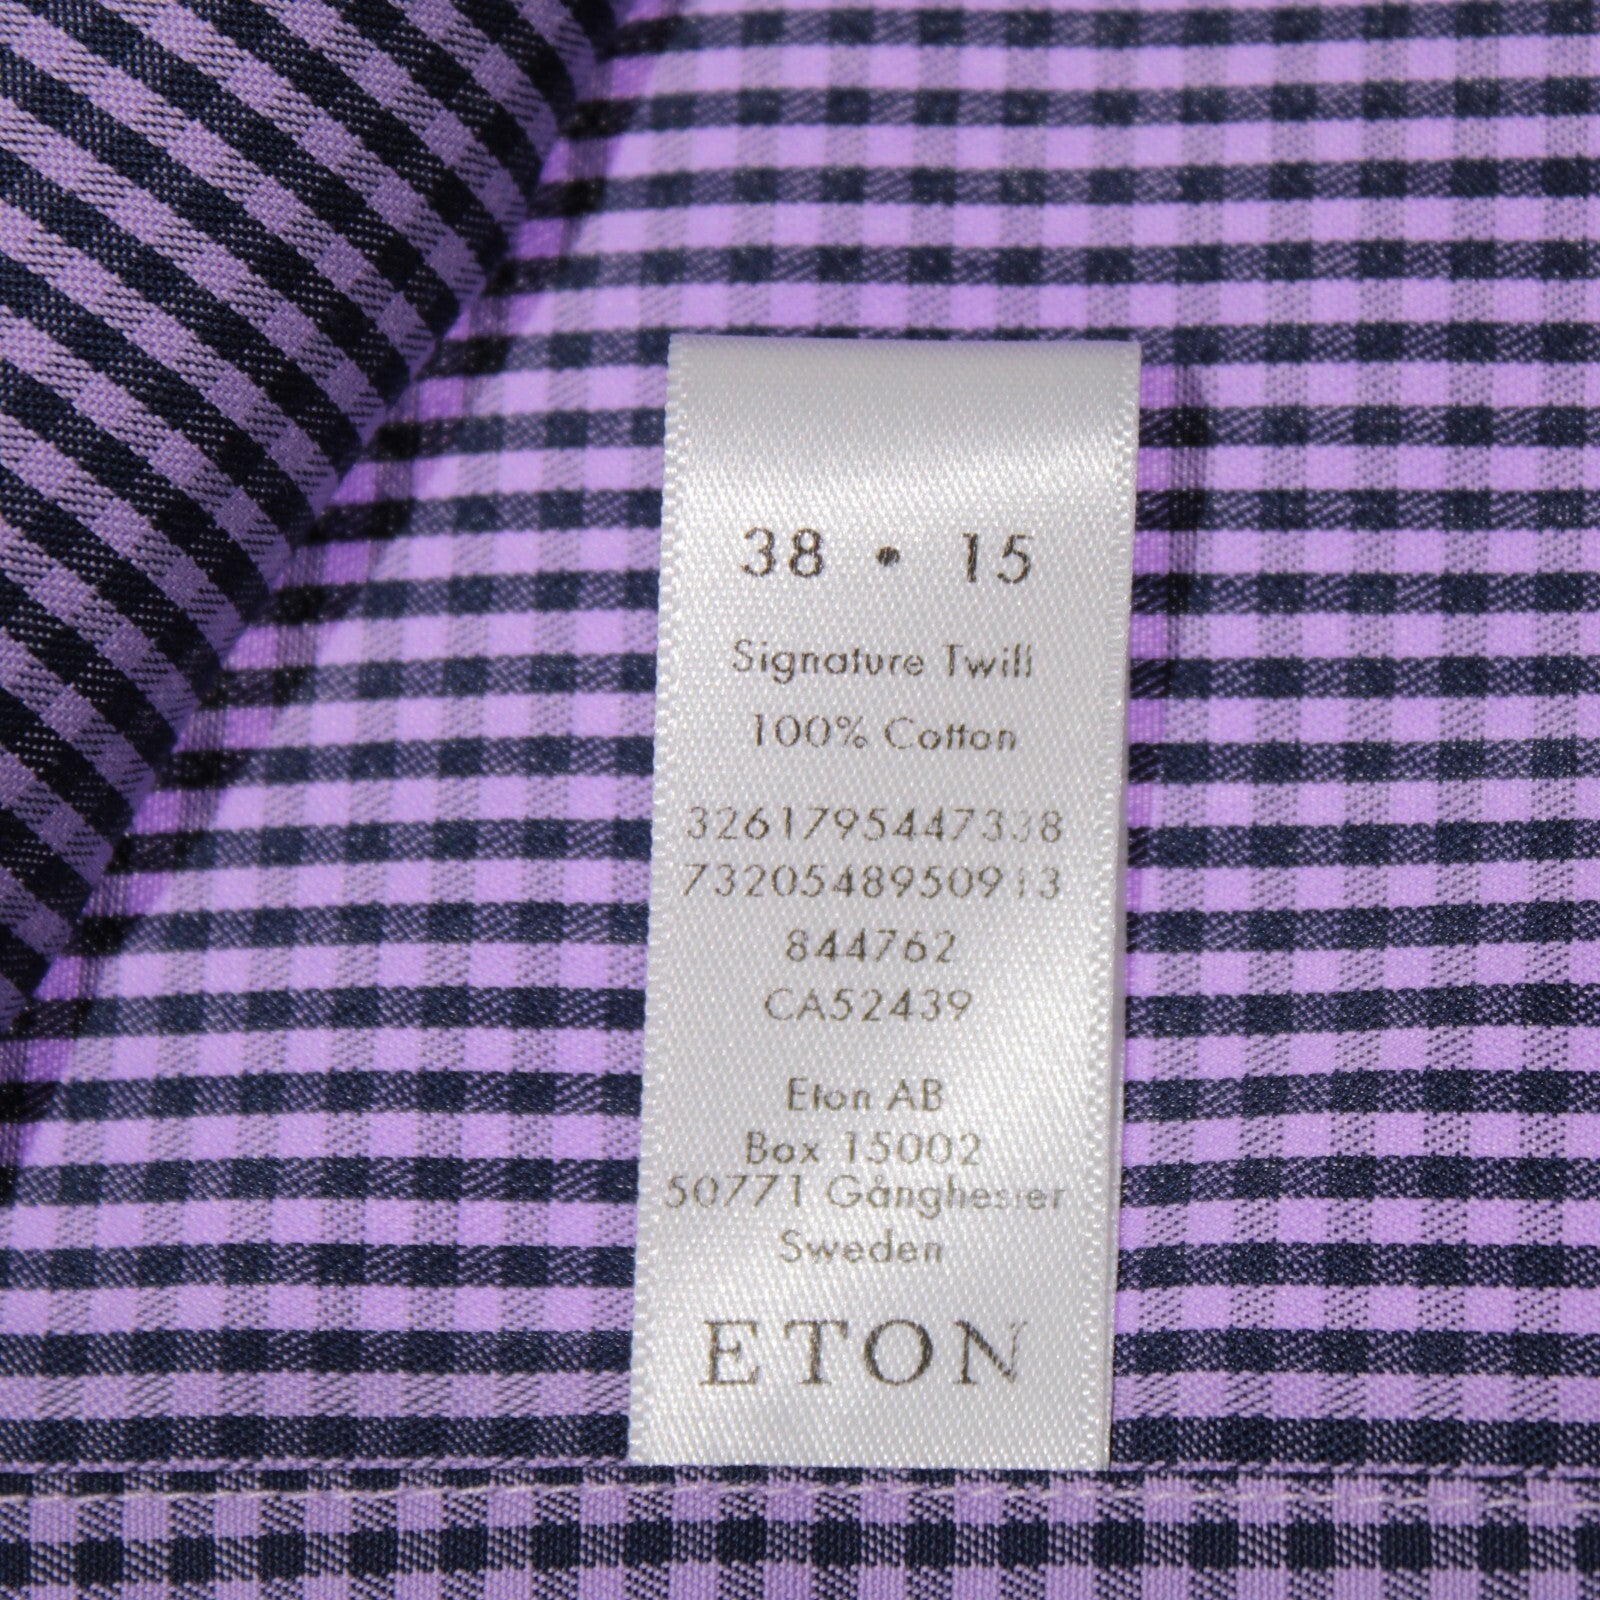 38 • 15
Signature Twill
100% Cotton
3261795447338
7320548950913
844762
CA52439
Eton AB
Box 15002
50771 Gånghester
Sweden
ETON